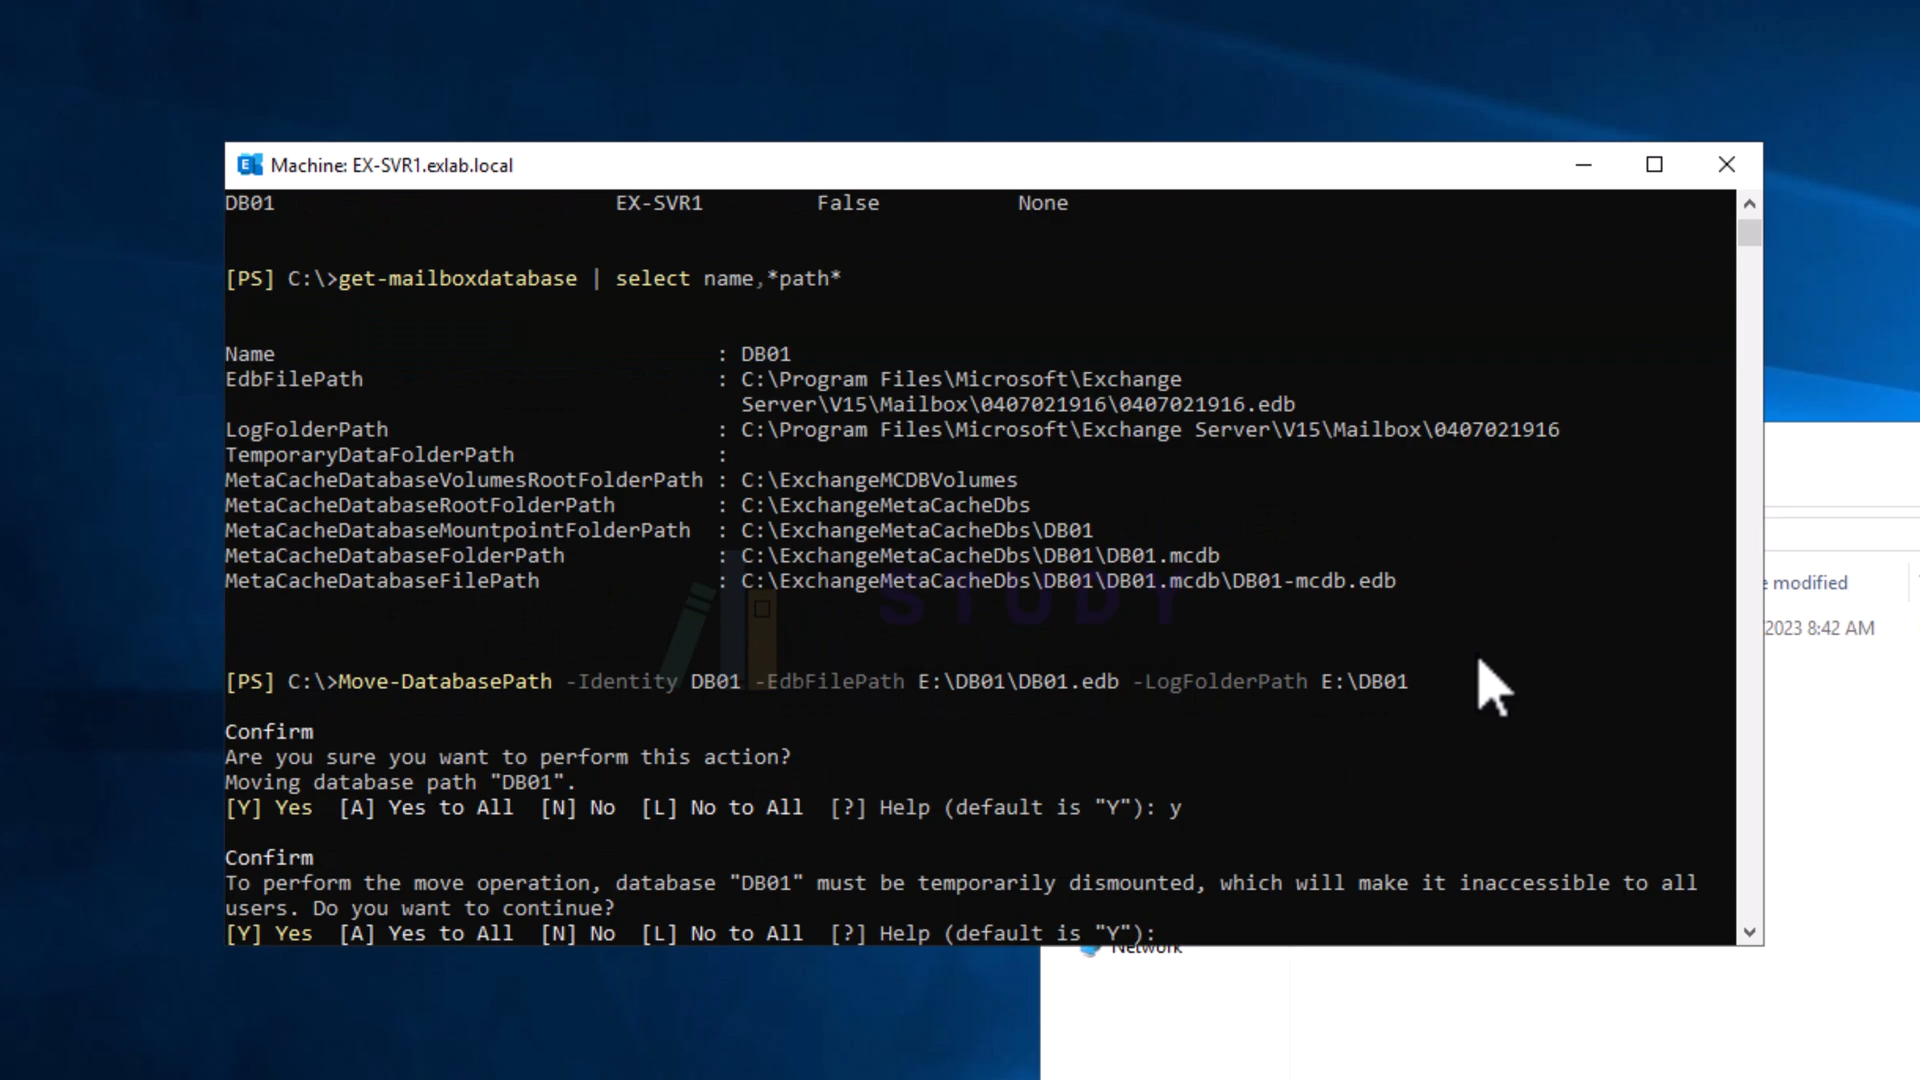 Machine: EX-SVR1.exlab.local
DB01 EX-SVR1 False None
[PS] C:\>get-mailboxdatabase | select name,*path*
Name : DB01
EdbFilePath : C:\Program Files\Microsoft\Exchange
Server\V15\Mailbox\0407021916\0407021916.edb
LogFolderPath : C:\Program Files\Microsoft\Exchange Server\V15\Mailbox\0407021916
TemporaryDataFolderPath :
MetaCacheDatabaseVolumesRootFolderPath : C:\ExchangeMCDBVolumes
MetaCacheDatabaseRootFolderPath : C:\ExchangeMetaCacheDbs
MetaCacheDatabaseMountpointFolderPath : C:\ExchangeMetaCacheDbs\DB01
MetaCacheDatabaseFolderPath : C:\ExchangeMetaCacheDbs\DB01\DB01.mcdb
MetaCacheDatabaseFilePath : C:\ExchangeMetaCacheDbs\DB01\DB01.mcdb\DB01-mcdb.edb
modified
STUDY
2023 8:42 AM
[PS] C:\>Move-DatabasePath -Identity DB01 -EdbFilePath E:\DB01\DB01.edb -LogFolderPath E:\DB01
Confirm
Are you sure you want to perform this action?
Moving database path "DB01".
[Y] Yes [A] Yes to All [N] No [L] No to All [?] Help (default is "Y"): y
Confirm
To perform the move operation, database "DB01" must be temporarily dismounted, which will make it inaccessible to all
users. Do you want to continue?
[Y] Yes [A] Yes to All [N] No [L] No to All [?] Help (default is "Y"):
Network